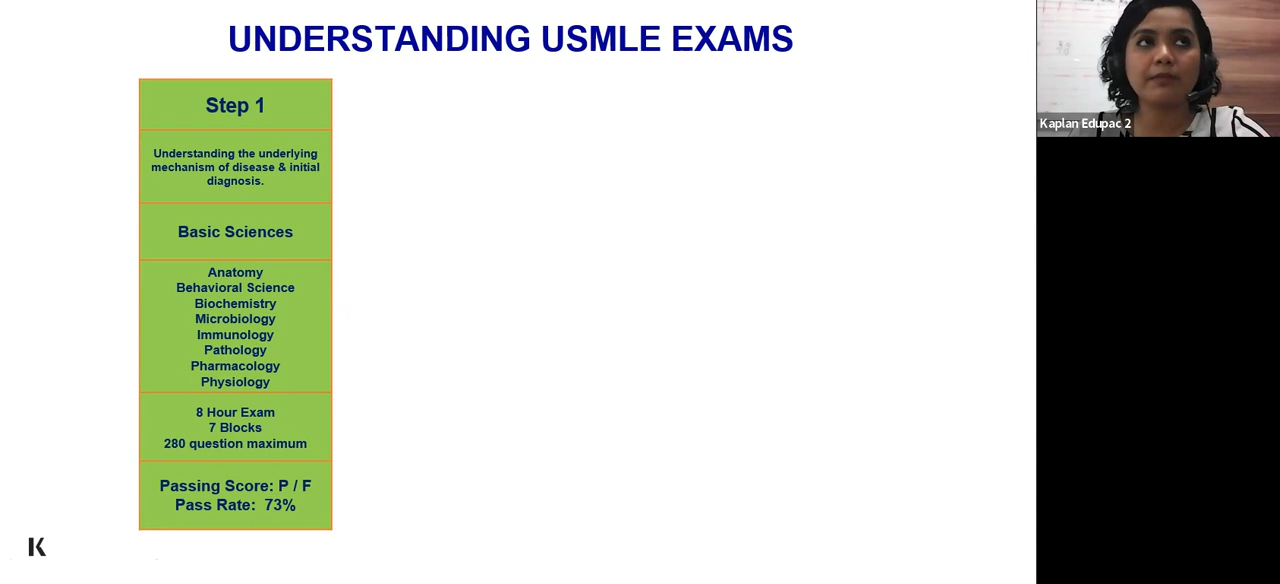 UNDERSTANDING USMLE EXAMS
Step 1
Understanding the underlying
mechanism of disease & initial
diagnosis.
Basic Sciences
Anatomy
Behavioral Science
Biochemistry
Microbiology
Immunology
Pathology
Pharmacology
Physiology
8 Hour Exam
7 Blocks
280 question maximum
Passing Score: P / F
Pass Rate: 73%
K
Kaplan Edupac 2